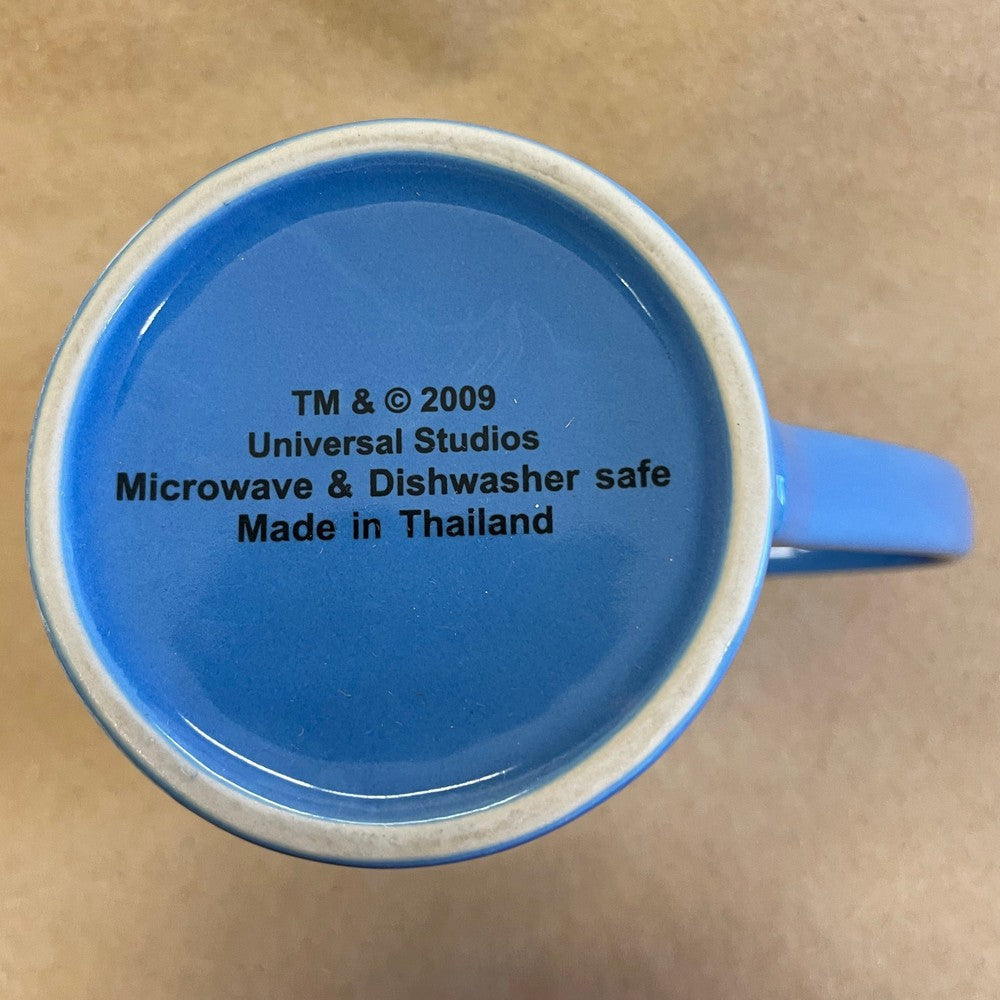 TM & © 2009
Universal Studios
Microwave & Dishwasher safe
Made in Thailand